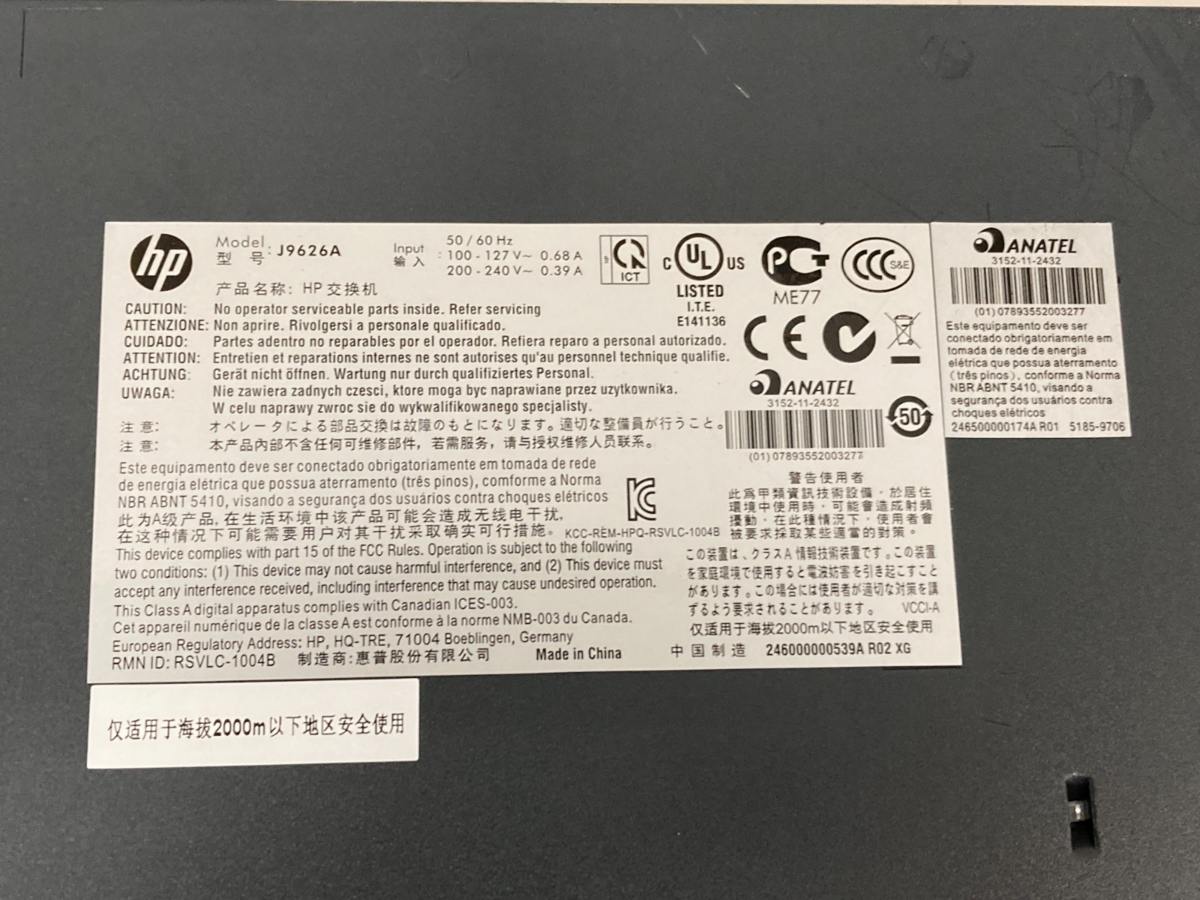 hp
Model : J9626A
型 号
Input : 50 / 60 Hz
输 入 100 - 127 V~ 0.68 A
200 - 240 V~ 0.39 A
产品名称: HP 交换机
ICT
C UL US
LISTED
I.T.E.
E141136
ME77
CCC S&E
CE
CAUTION: No operator serviceable parts inside. Refer servicing
ATTENZIONE: Non aprire. Rivolgersi a personale qualificado.
CUIDADO: Partes adentro no reparables por el operador. Refiera reparo a personal autorizado.
ATTENTION: Entretien et reparations internes ne sont autorises qu'au personnel technique qualifie.
ACHTUNG: Gerät nicht öffnen. Wartung nur durch qualifiziertes Personal.
UWAGA: Nie zawiera zadnych czesci, ktore moga byc naprawiane przez uzytkownika.
W celu naprawy zwroc sie do wykwalifikowanego specjalisty.
注 意: オペレータによる部品交換は故障のもとになります。適切な整備員が行うこと。
注 意: 本产品内部不含任何可维修部件, 若需服务, 请与授权维修人员联系。
ANATEL
3152-11-2432
(01) 07893552003277
50
Este equipamento deve ser conectado obrigatoriamente em tomada de rede
de energia elétrica que possua aterramento (três pinos), comforme a Norma
NBR ABNT 5410, visando a segurança dos usuários contra choques elétricos
此为A级产品, 在生活环境中该产品可能会造成无线电干扰,
在这种情况下可能需要用户对其干扰采取确实可行措施。 KCC-REM-HPQ-RSVLC-1004B
警告使用者
此為甲類資訊技術設備,於居住
環境中使用時,可能會造成射頻
擾動,在此種情況下,使用者會
被要求採取某些適當的對策。
This device complies with part 15 of the FCC Rules. Operation is subject to the following
two conditions: (1) This device may not cause harmful interference, and (2) This device must
accept any interference received, including interference that may cause undesired operation.
This Class A digital apparatus complies with Canadian ICES-003.
Cet appareil numérique de la classe A est conforme à la norme NMB-003 du Canada.
European Regulatory Address: HP, HQ-TRE, 71004 Boeblingen, Germany
RMN ID: RSVLC-1004B 制造商: 惠普股份有限公司 Made in China
この装置は、クラスA 情報技術装置です。この装置
を家庭環境で使用すると電波妨害を引き起こすこと
があります。この場合には使用者が適切な対策を講
ずるよう要求されることがあります。 VCCI-A
仅适用于海拔2000m以下地区安全使用
中 国 制 造 246000000539A R02 XG
ANATEL
3152-11-2432
(01) 07893552003277
Este equipamento deve ser
conectado obrigatoriamente em
tomada de rede de energia
elétrica que possua aterramento
(três pinos), conforme a Norma
NBR ABNT 5410, visando a
segurança dos usuários contra
choques elétricos
246500000174A R01 5185-9706
仅适用于海拔2000m以下地区安全使用